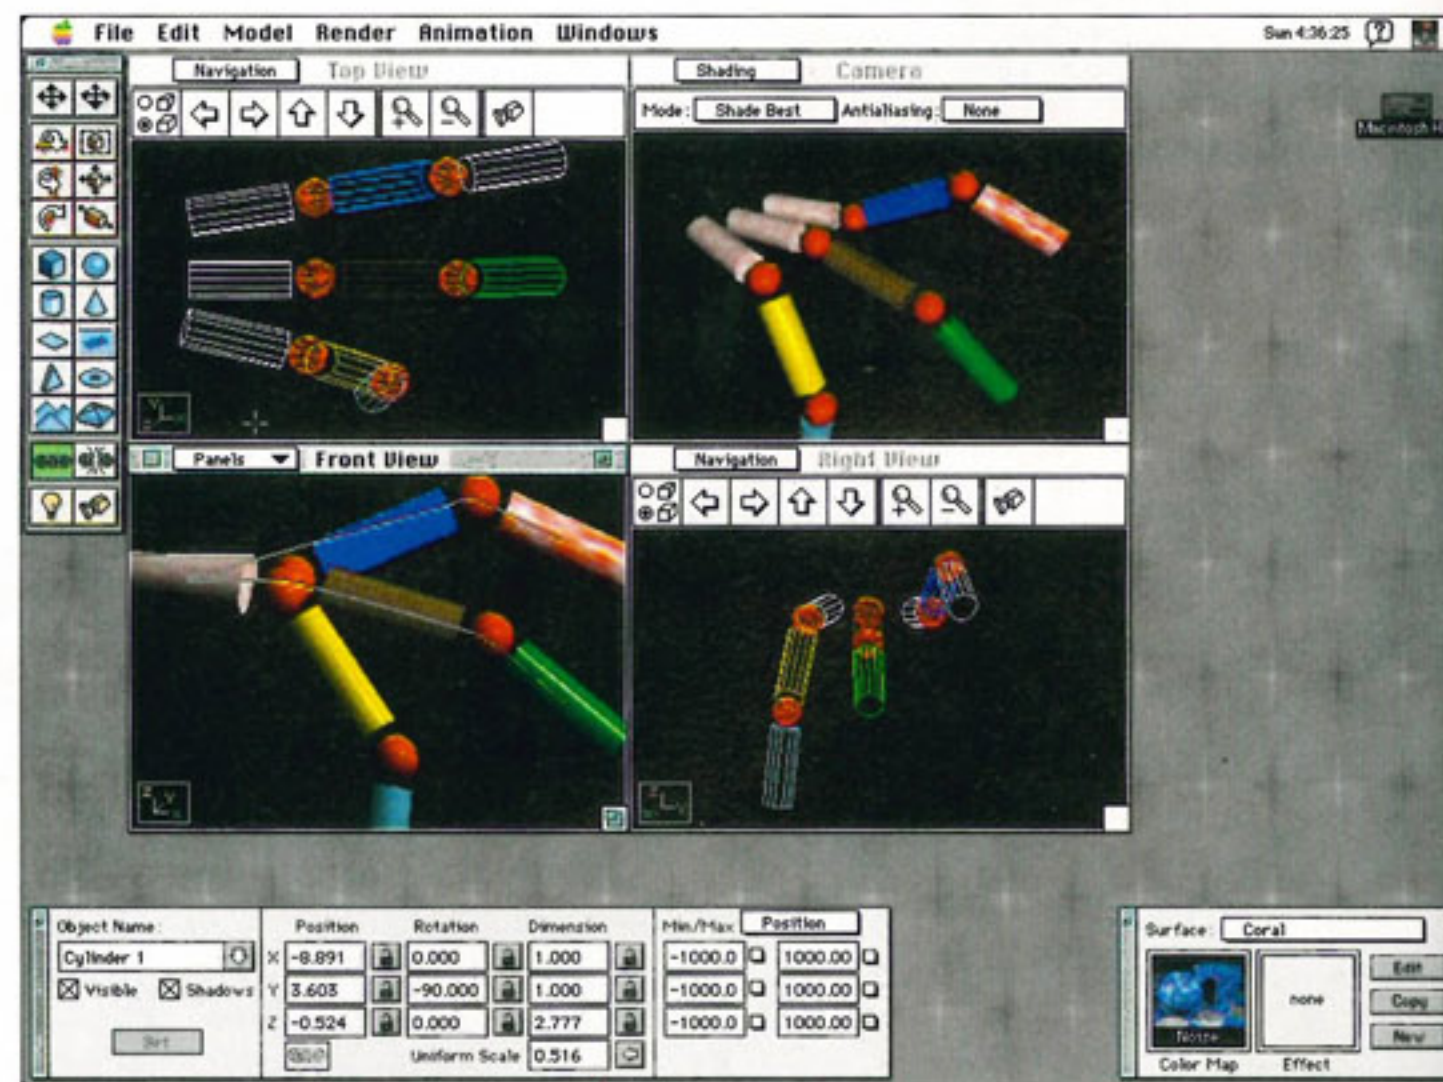 File Edit Model Render Animation Windows
Sun 4:36:25
Navigation Top View
Shading Camera
Mode: Shade Best Antialiasing: None
Panels Front View
Navigation Right View
Object Name:
Cylinder 1
Visible Shadows
Set
Position Rotation Dimension
X -8.891 0.000 1.000
Y 3.603 -90.000 1.000
Z -0.524 0.000 2.777
Uniform Scale 0.516
Min/Max Position
-1000.0 1000.00
-1000.0 1000.00
-1000.0 1000.00
Surface: Coral
none
Edit
Copy
New
Color Map Effect